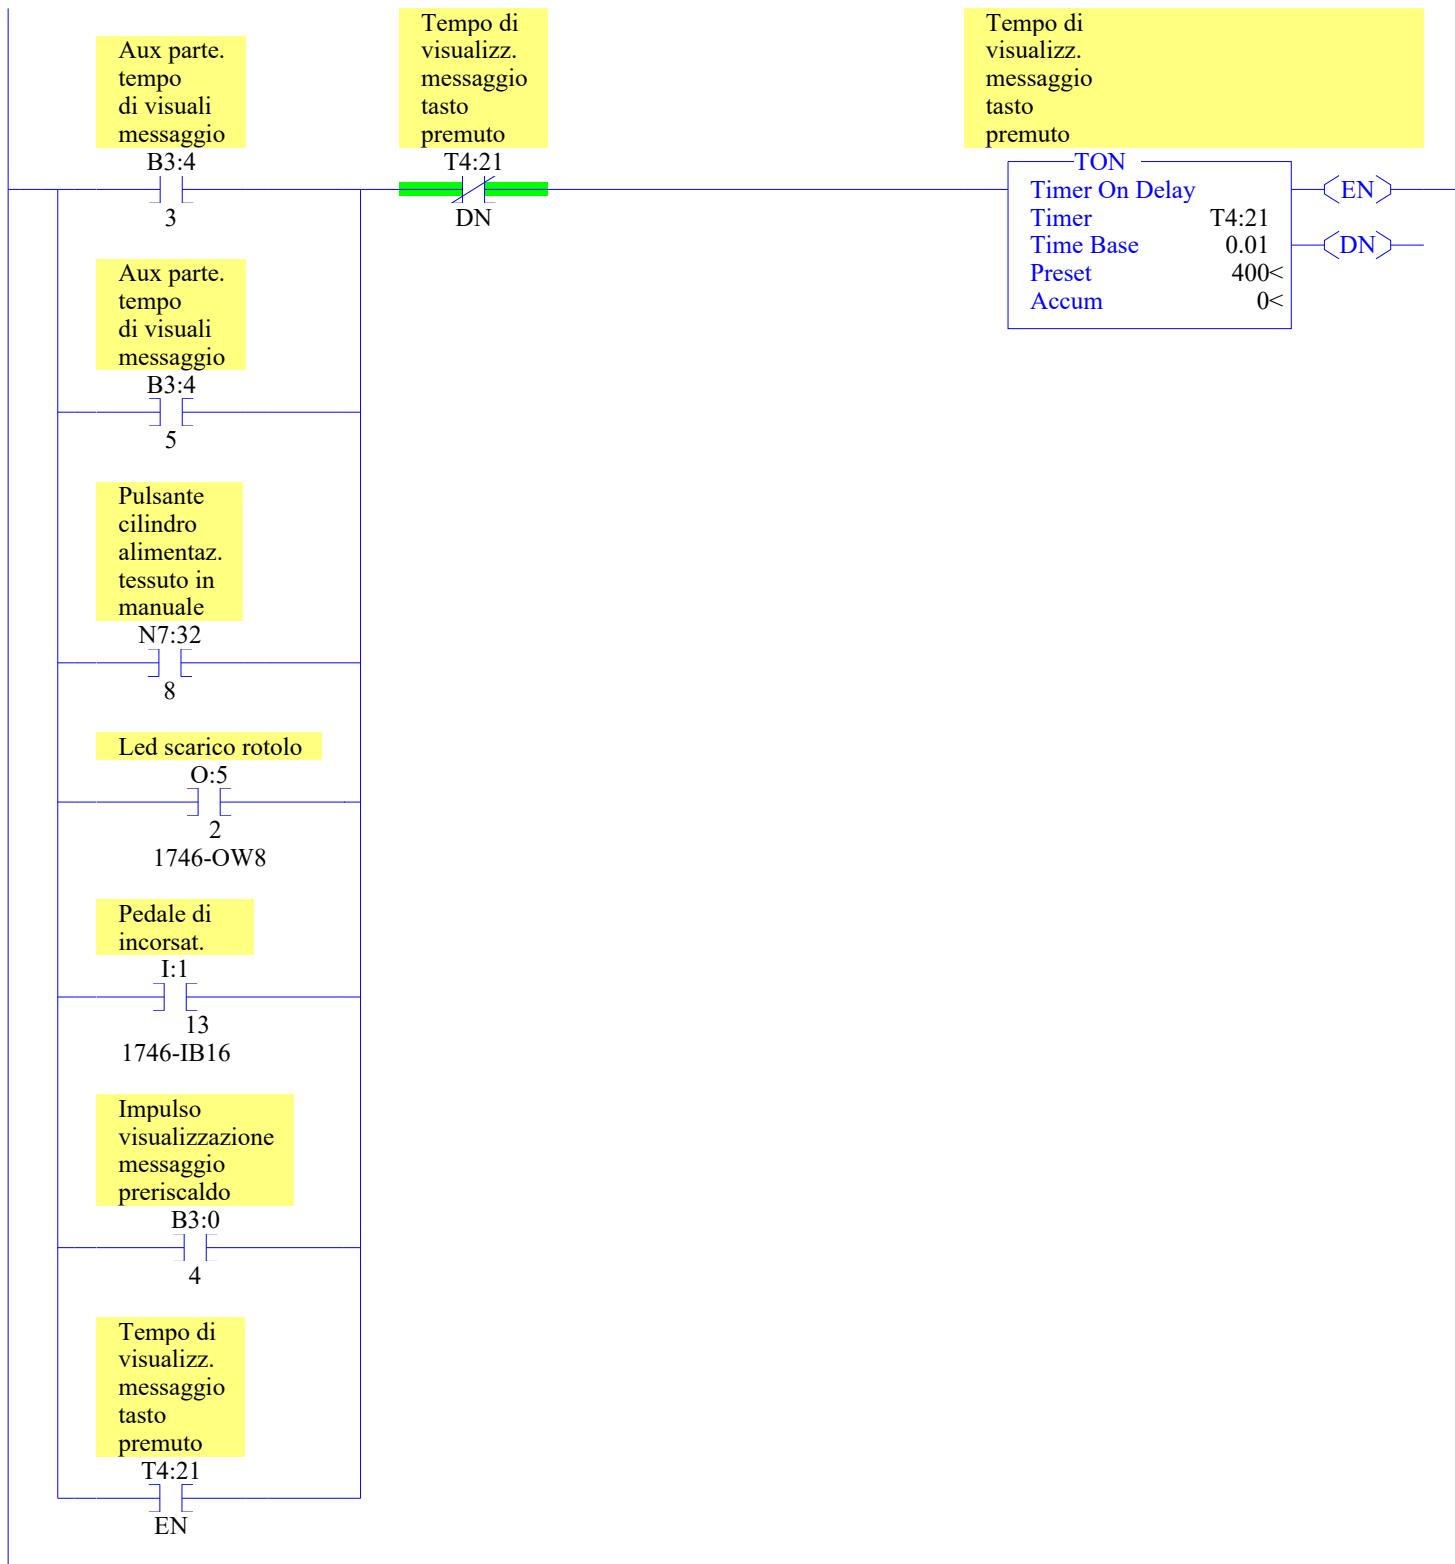 Aux parte.
tempo
di visuali
messaggio
B3:4
3
Tempo di
visualizz.
messaggio
tasto
premuto
T4:21
DN
Tempo di
visualizz.
messaggio
tasto
premuto
TON
Timer On Delay
Timer T4:21
Time Base 0.01
Preset 400<
Accum 0<
EN
DN
Aux parte.
tempo
di visuali
messaggio
B3:4
5
Pulsante
cilindro
alimentaz.
tessuto in
manuale
N7:32
8
Led scarico rotolo
O:5
2
1746-OW8
Pedale di
incorsat.
I:1
13
1746-IB16
Impulso
visualizzazione
messaggio
preriscaldo
B3:0
4
Tempo di
visualizz.
messaggio
tasto
premuto
T4:21
EN